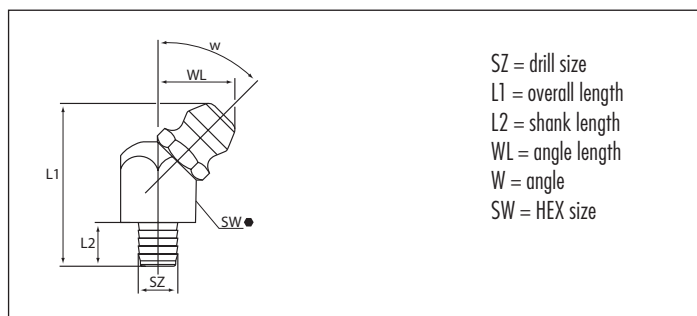 w
WL
L1
L2
SW
SZ
SZ = drill size
L1 = overall length
L2 = shank length
WL = angle length
W = angle
SW = HEX size